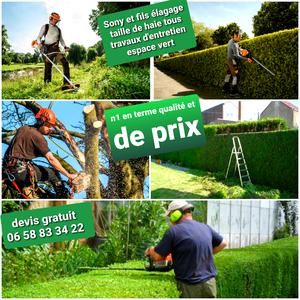 Sony et fils élagage
taille de haie tous
travaux d'entretien
espace vert
n1 en terme qualité et
de prix
devis gratuit
06 58 83 34 22